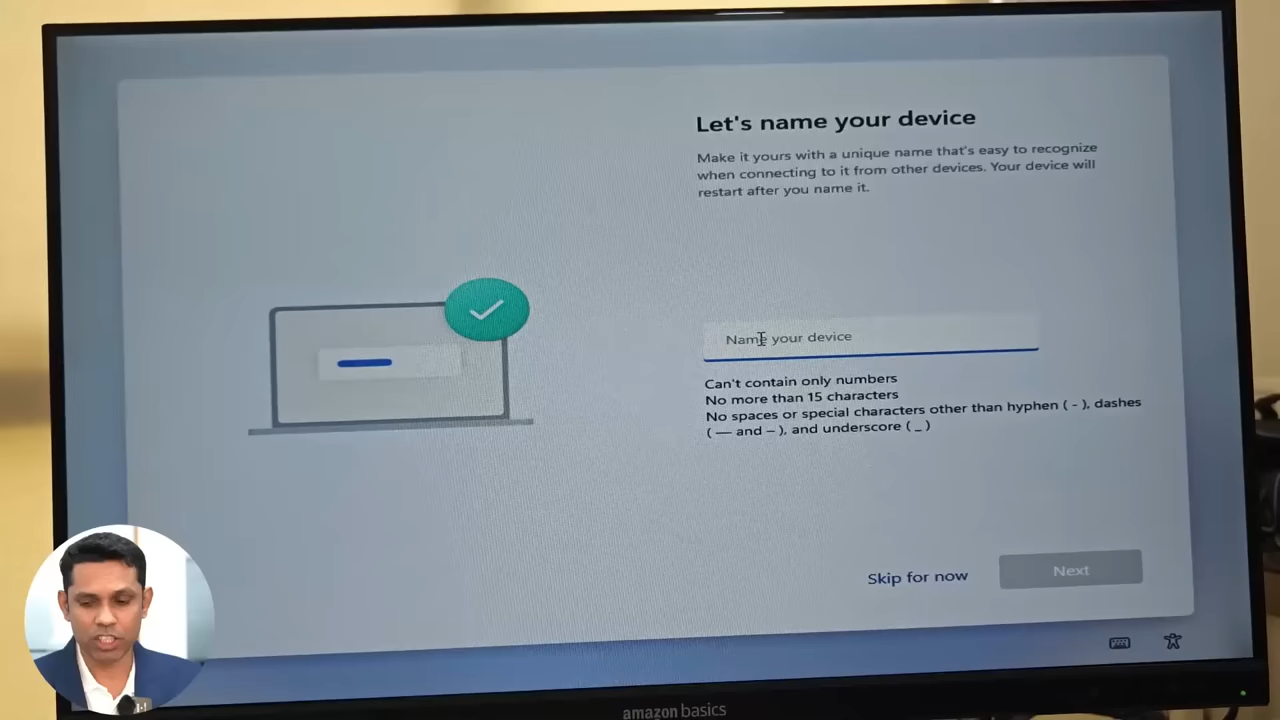 Let's name your device
Make it yours with a unique name that's easy to recognize
when connecting to it from other devices. Your device will
restart after you name it.
Name your device
Can't contain only numbers
No more than 15 characters
No spaces or special characters other than hyphen ( - ), dashes
( — and – ), and underscore ( _ )
Skip for now
Next
amazon basics